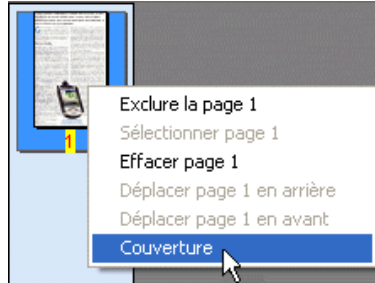 1
Exclure la page 1
Sélectionner page 1
Effacer page 1
Déplacer page 1 en arrière
Déplacer page 1 en avant
Couverture